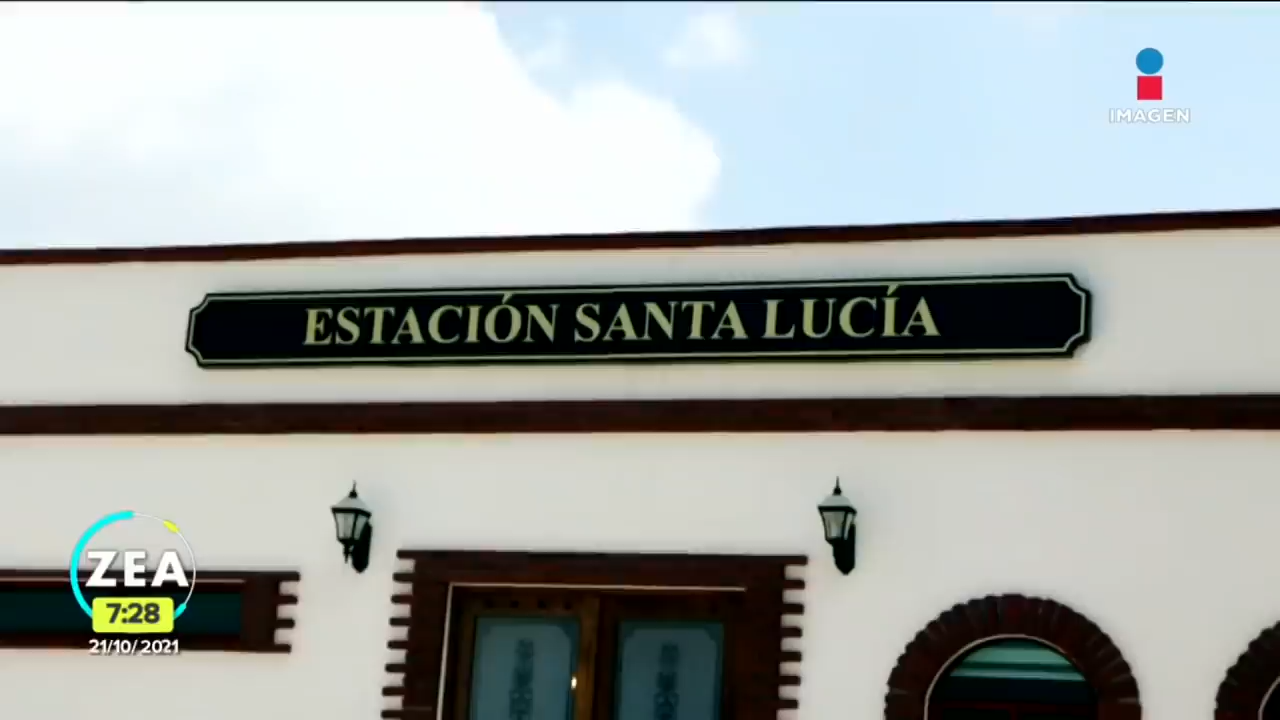 IMAGEN
ESTACIÓN SANTA LUCÍA
ZEA
7:28
21/10/2021